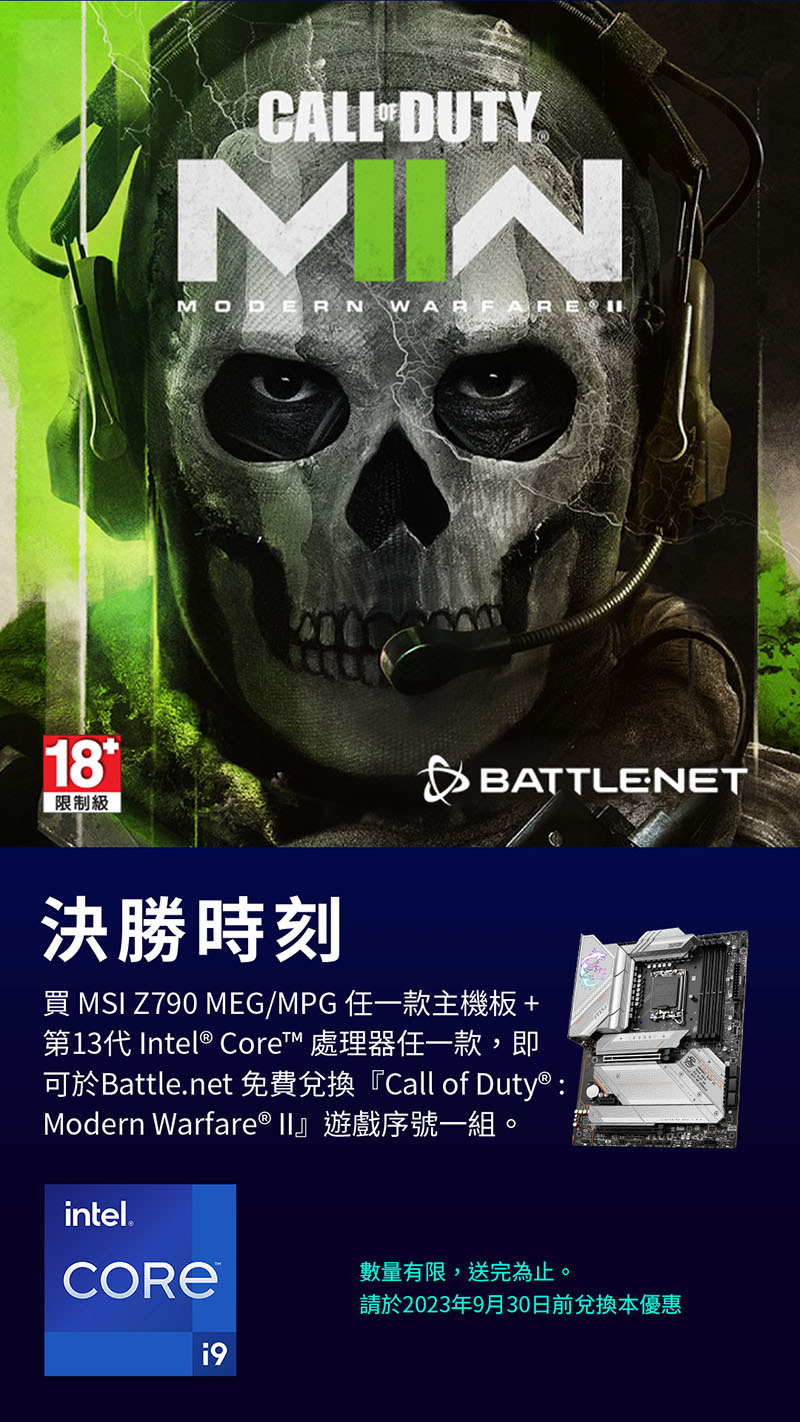 CALL OF DUTY®
MIIW
MODERN WARFARE® II
18+
限制級
BATTLE.NET
決勝時刻
買 MSI Z790 MEG/MPG 任一款主機板 +
第13代 Intel® Core™ 處理器任一款，即
可於Battle.net 免費兌換『Call of Duty® :
Modern Warfare® II』遊戲序號一組。
intel®
CORE™
i9
數量有限，送完為止。
請於2023年9月30日前兌換本優惠